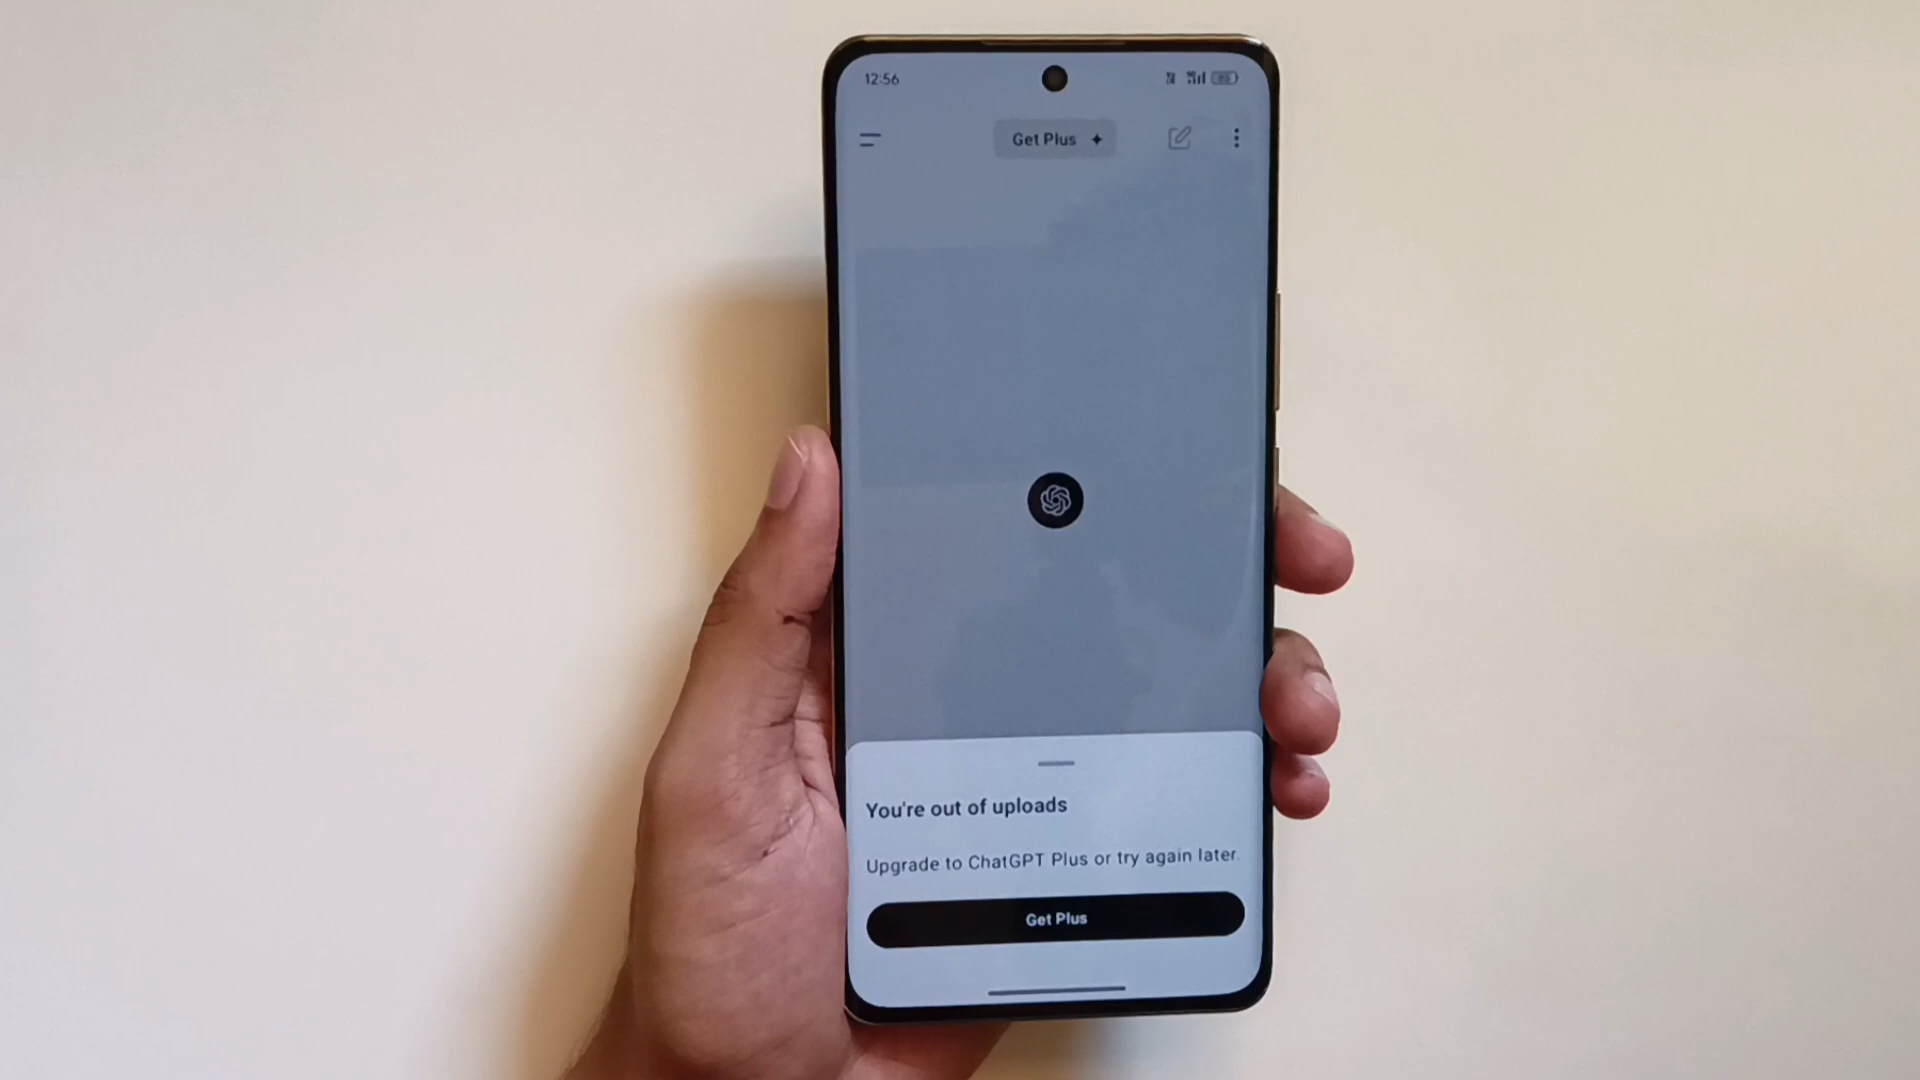 12:56
Get Plus
You're out of uploads
Upgrade to ChatGPT Plus or try again later.
Get Plus